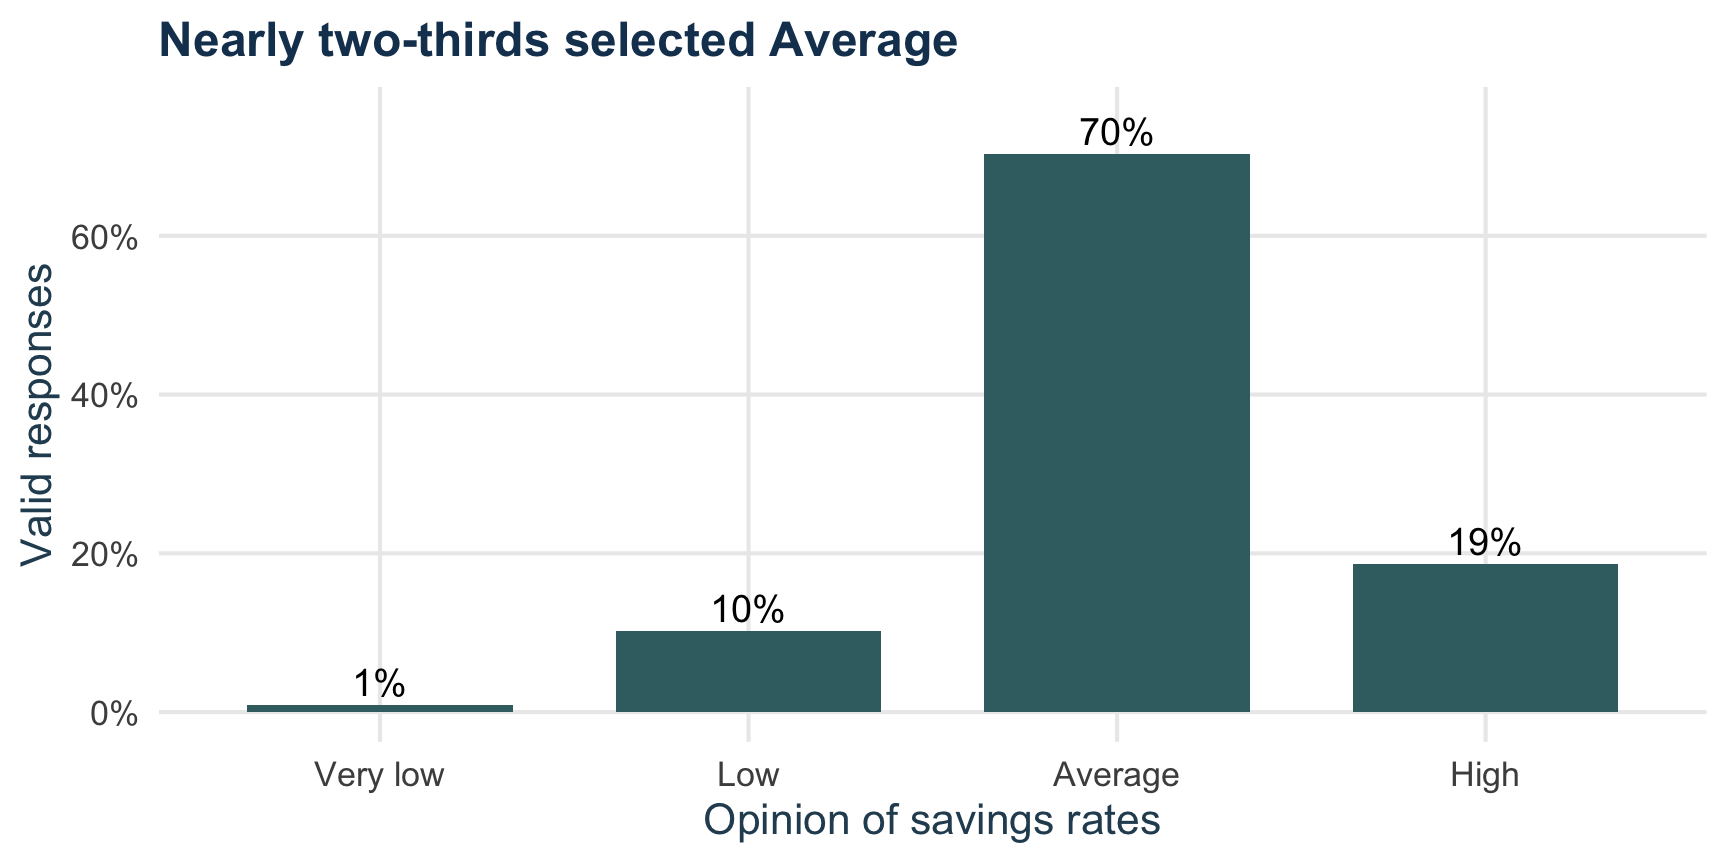 Nearly two-thirds selected Average
Valid responses
60%
40%
20%
0%
1%
10%
70%
19%
Very low
Low
Average
High
Opinion of savings rates